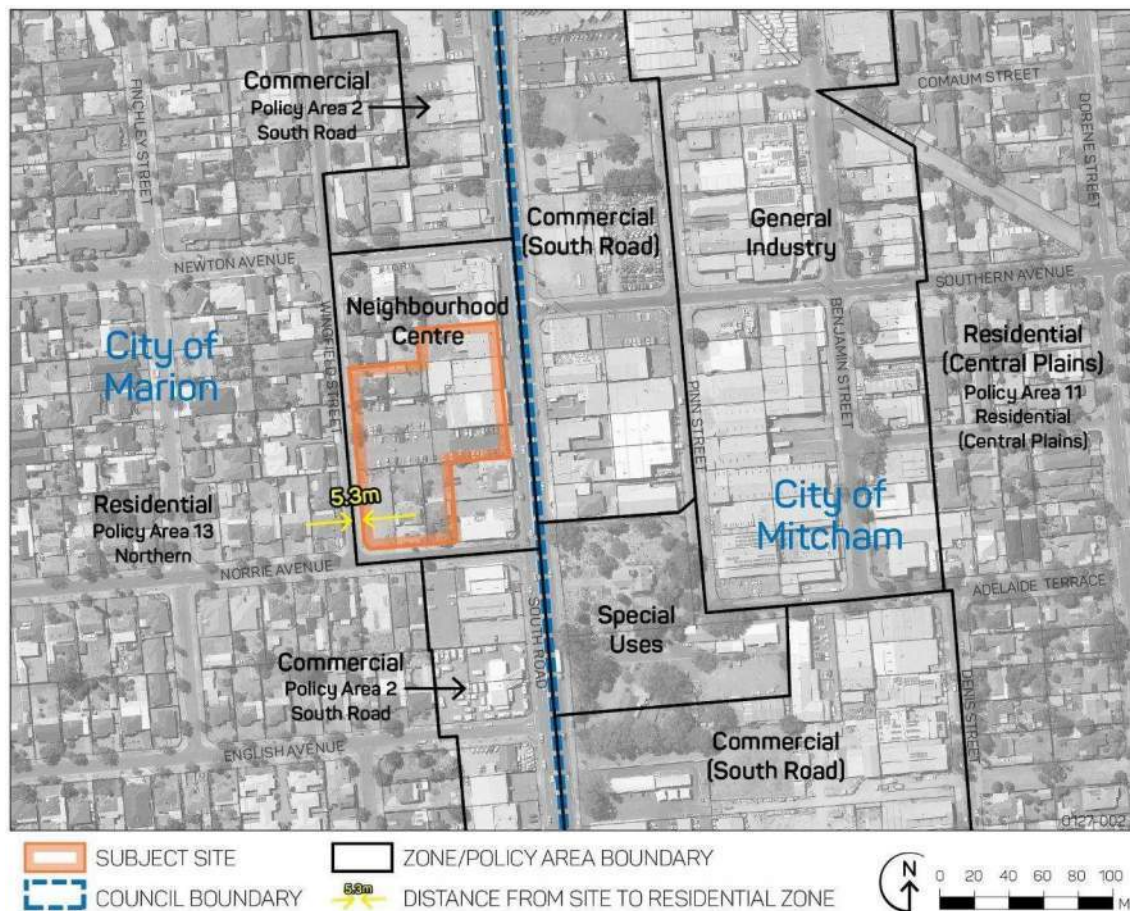 Commercial
Policy Area 2
South Road
FINCHLEY STREET
COMAUM STREET
DORENE STREET
Commercial
(South Road)
General
Industry
NEWTON AVENUE
SOUTHERN AVENUE
Neighbourhood
Centre
WINGFIELD STREET
City of
Marion
BENJAMIN STREET
Residential
(Central Plains)
Policy Area 11
Residential
(Central Plains)
PINN STREET
5.3m
Residential
Policy Area 13
Northern
City of
Mitcham
NORRIE AVENUE
ADELAIDE TERRACE
SOUTH ROAD
Special
Uses
Commercial
Policy Area 2
South Road
DENIS STREET
ENGLISH AVENUE
Commercial
(South Road)
0127-002
SUBJECT SITE
ZONE/POLICY AREA BOUNDARY
COUNCIL BOUNDARY
5.3m
DISTANCE FROM SITE TO RESIDENTIAL ZONE
N
0 20 40 60 80 100
M